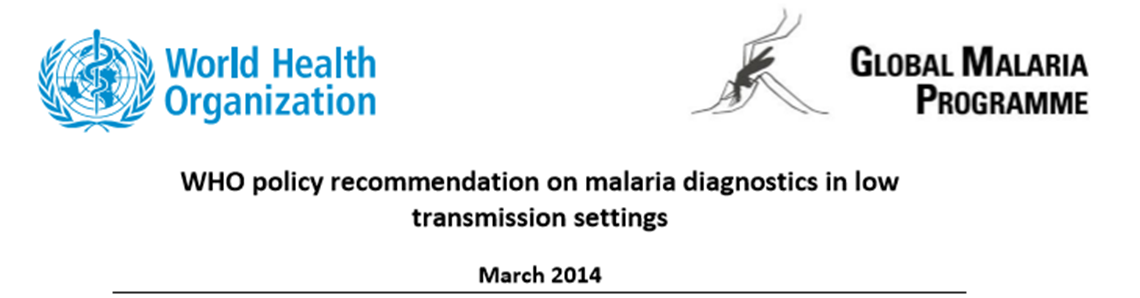 World Health
Organization
GLOBAL MALARIA
PROGRAMME
WHO policy recommendation on malaria diagnostics in low
transmission settings
March 2014